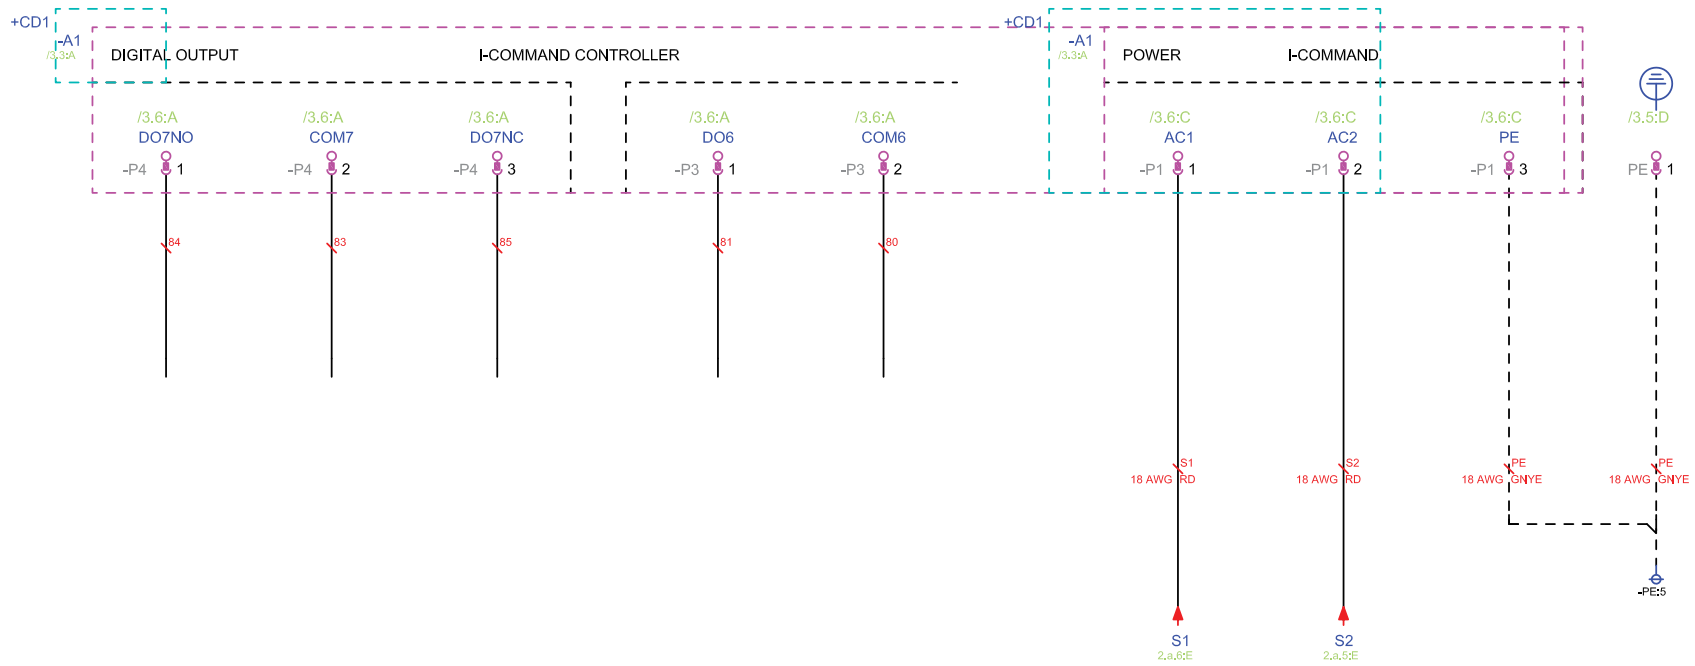 +CD1
+CD1
-A1
/3.3:A
DIGITAL OUTPUT
I-COMMAND CONTROLLER
-A1
/3.3:A
POWER
I-COMMAND
/3.6:A
/3.6:A
/3.6:A
/3.6:A
/3.6:A
/3.6:C
/3.6:C
/3.6:C
/3.5:D
DO7NO
COM7
DO7NC
DO6
COM6
AC1
AC2
PE
-P4 1
-P4 2
-P4 3
-P3 1
-P3 2
-P1 1
-P1 2
-P1 3
PE 1
84
83
85
81
80
S1
18 AWG RD
S2
18 AWG RD
PE
18 AWG GNYE
PE
18 AWG GNYE
-PE:5
S1
2.a.6:E
S2
2.a.5:E